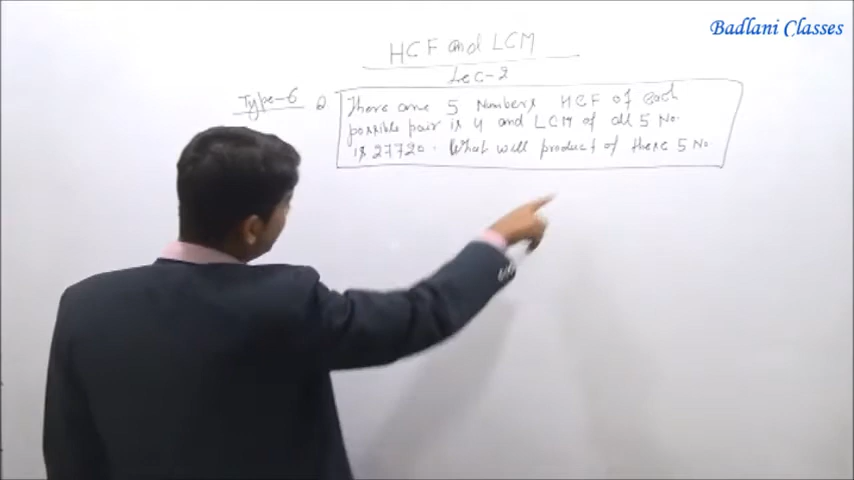 Badlani Classes
HCF and LCM
Lec-2
Type-6 Q There are 5 Numbers HCF of each
possible pair is 4 and LCM of all 5 No.
is 27720. What will product of there 5 No